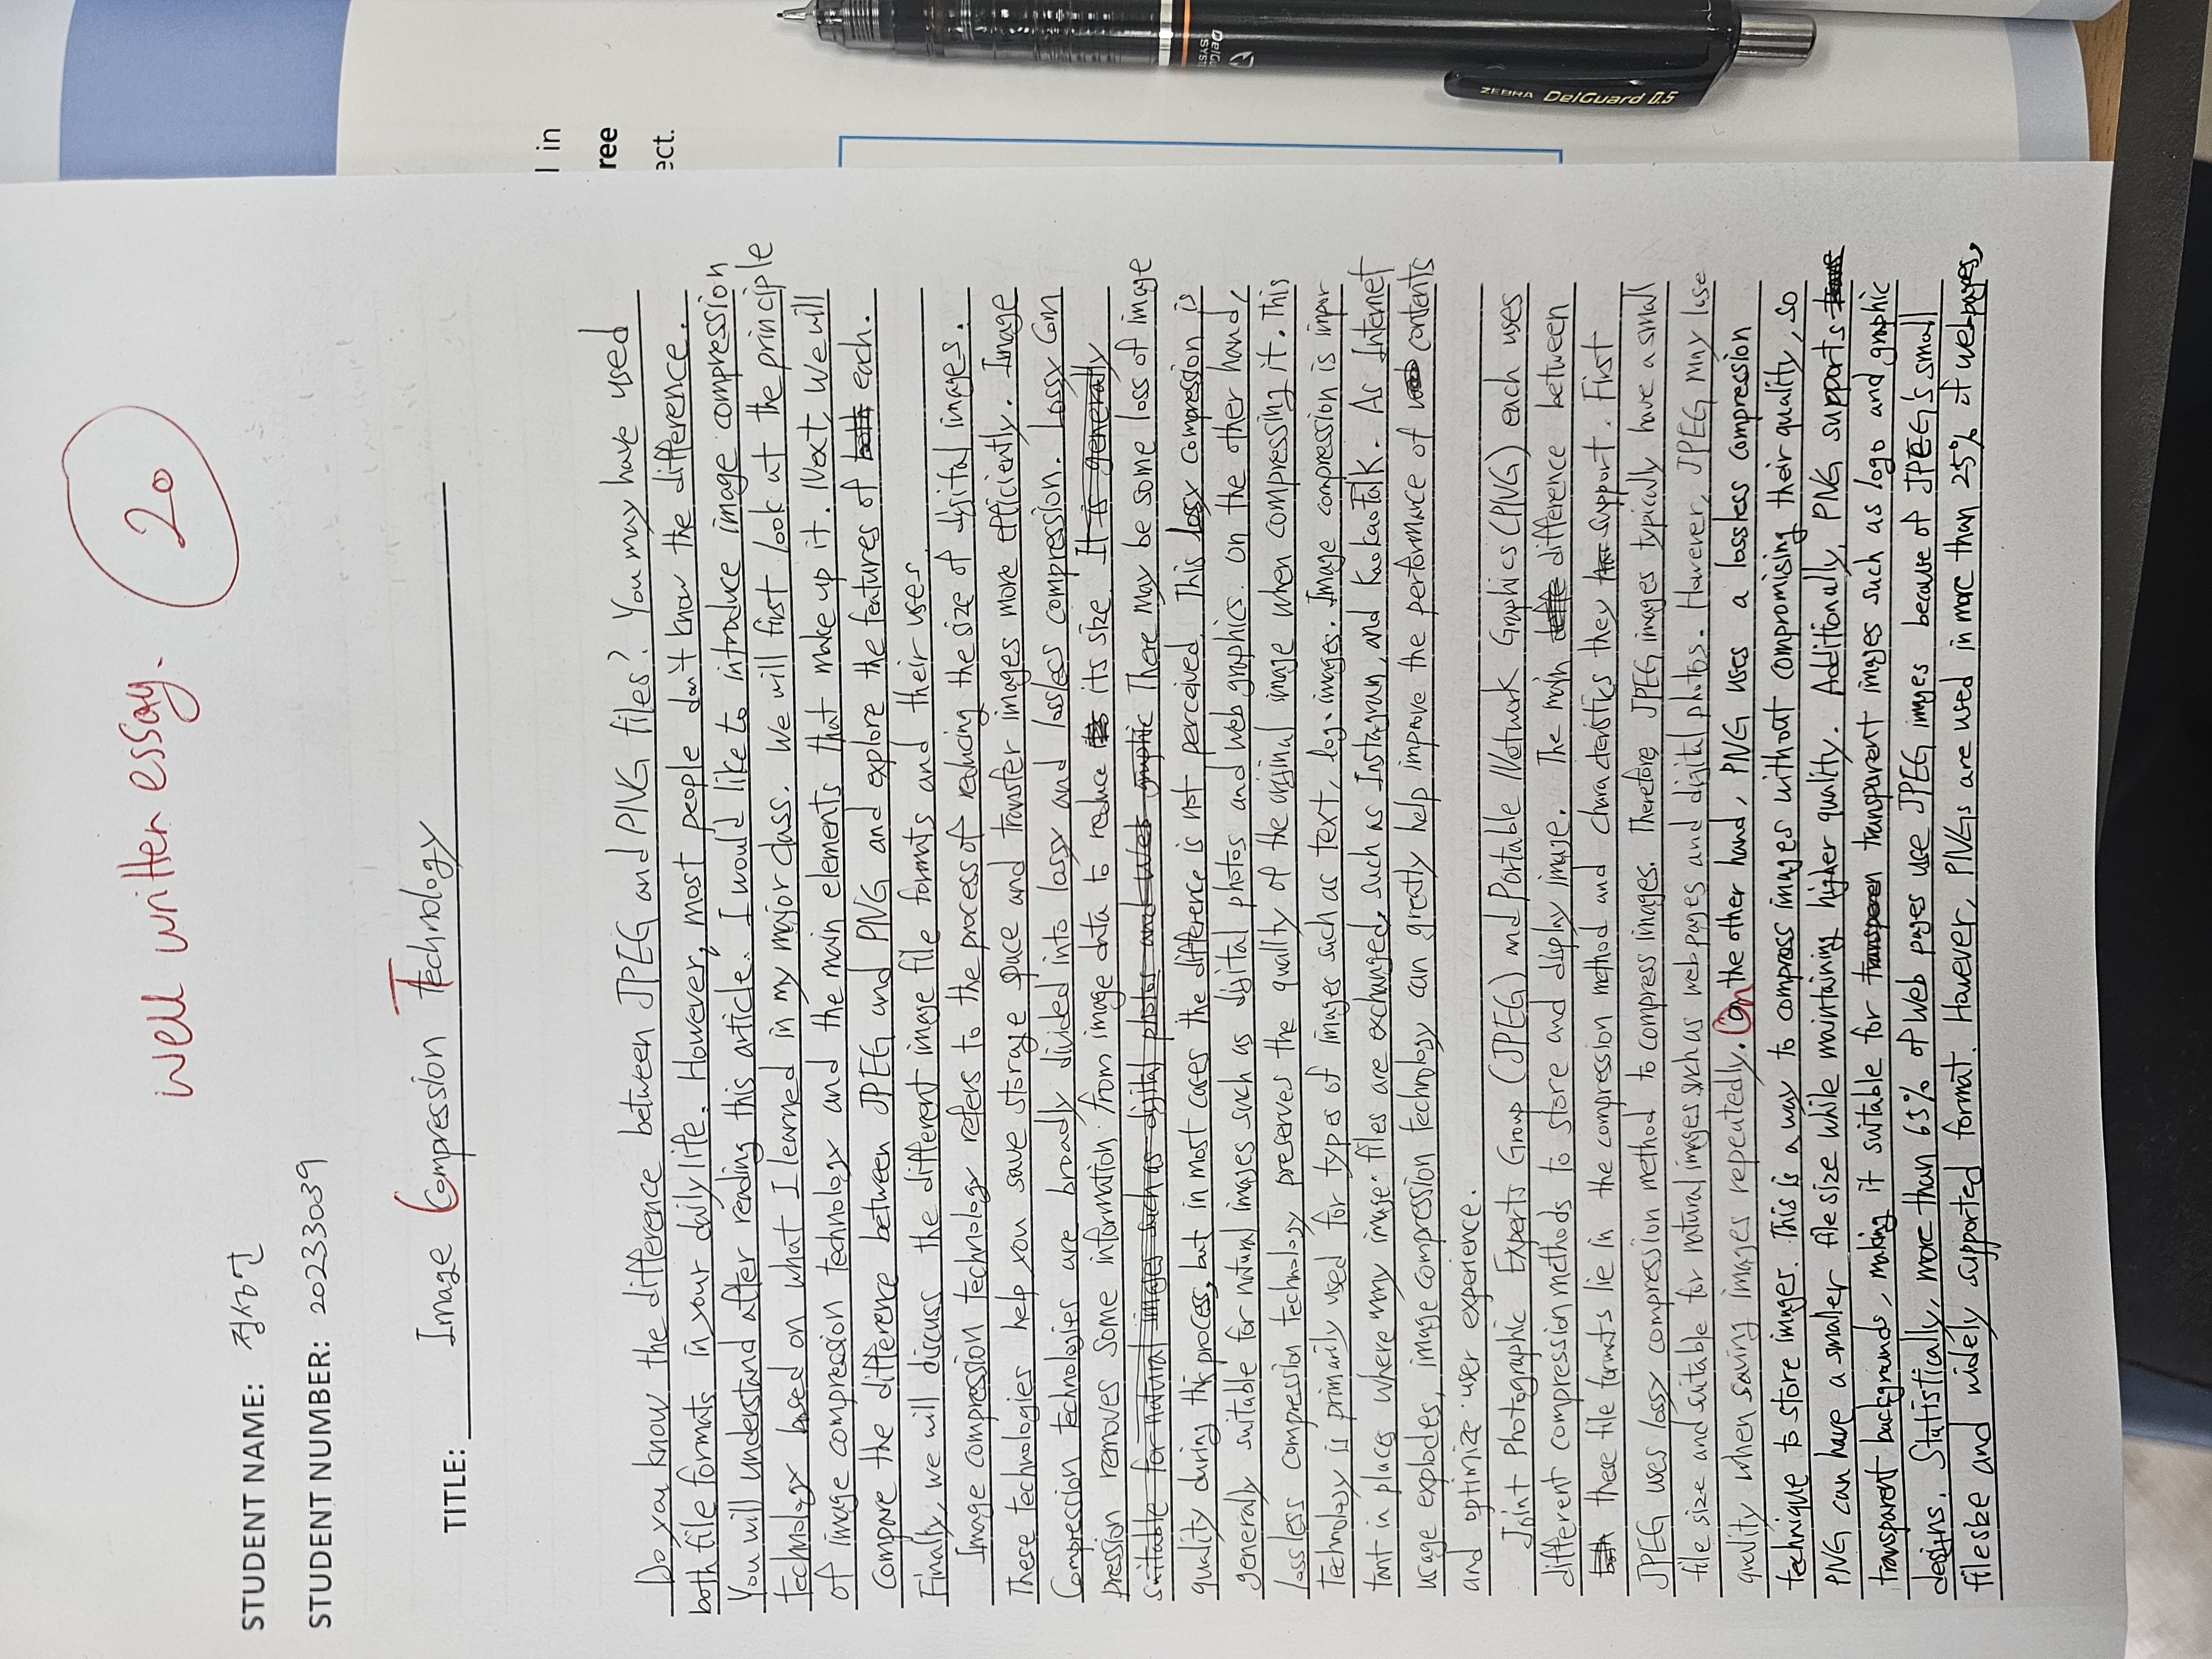 well written essay. 20
STUDENT NAME: 정성언
STUDENT NUMBER: 20233039
TITLE: Image Compression Technology
Do you know the difference between JPEG and PNG files? You may have used
both file formats in your daily life. However, most people don't know the difference.
You will understand after reading this article. I would like to introduce image compression
technology based on what I learned in my major class. We will first look at the principle
of image compression technology and the main elements that make up it. Next, We will
compare the difference between JPEG and PNG and explore the features of both each.
Finally, we will discuss the different image file formats and their uses.
Image compression technology refers to the process of reducing the size of digital images.
These technologies help you save storage space and transfer images more efficiently. Image
Compression technologies are broadly divided into lossy and lossless compression. Lossy Com
pression removes some information from image data to reduce its size. It is generally
suitable for natural images such as digital photos and Web graphic There may be some loss of image
quality during this process, but in most cases the difference is not perceived. This lossy compression is
generally suitable for natural images such as digital photos and web graphics. on the other hand,
lossless compression technology preserves the quality of the original image when compressing it. This
technology is primarily used for types of images such as text, logo images. Image compression is impor
tant in places where many image files are exchanged, such as Instagram, and KaokaoTalk. As Internet
usage explodes, image compression technology can greatly help improve the performance of contents
and optimize user experience.
Joint Photographic Experts Group (JPEG) and Portable Network Graphics (PNG) each uses
different compression methods to store and display image. The main difference between
both these file formats lie in the compression method and characteristics they support. First
JPEG uses lossy compression method to compress images. Therefore JPEG images typically have a small
file size and suitable for natural images such as web pages and digital photos. However, JPEG may lose
quality when saving images repeatedly. On the other hand, PNG uses a lossless compression
technique to store images. This is a way to compress images without compromising their quality, so
PNG can have a smaller file size while maintaining higher quality. Additionally, PNG supports trans
transparent backgrounds, making it suitable for transparen transparent images such as logo and graphic
designs. Statistically, more than 65% of Web pages use JPEG images because of JPEG's small
filesize and widely supported format. However, PNGs are used in more than 25% of webpages,
l in
ree
ect.
ZEBRA DelGuard 0.5